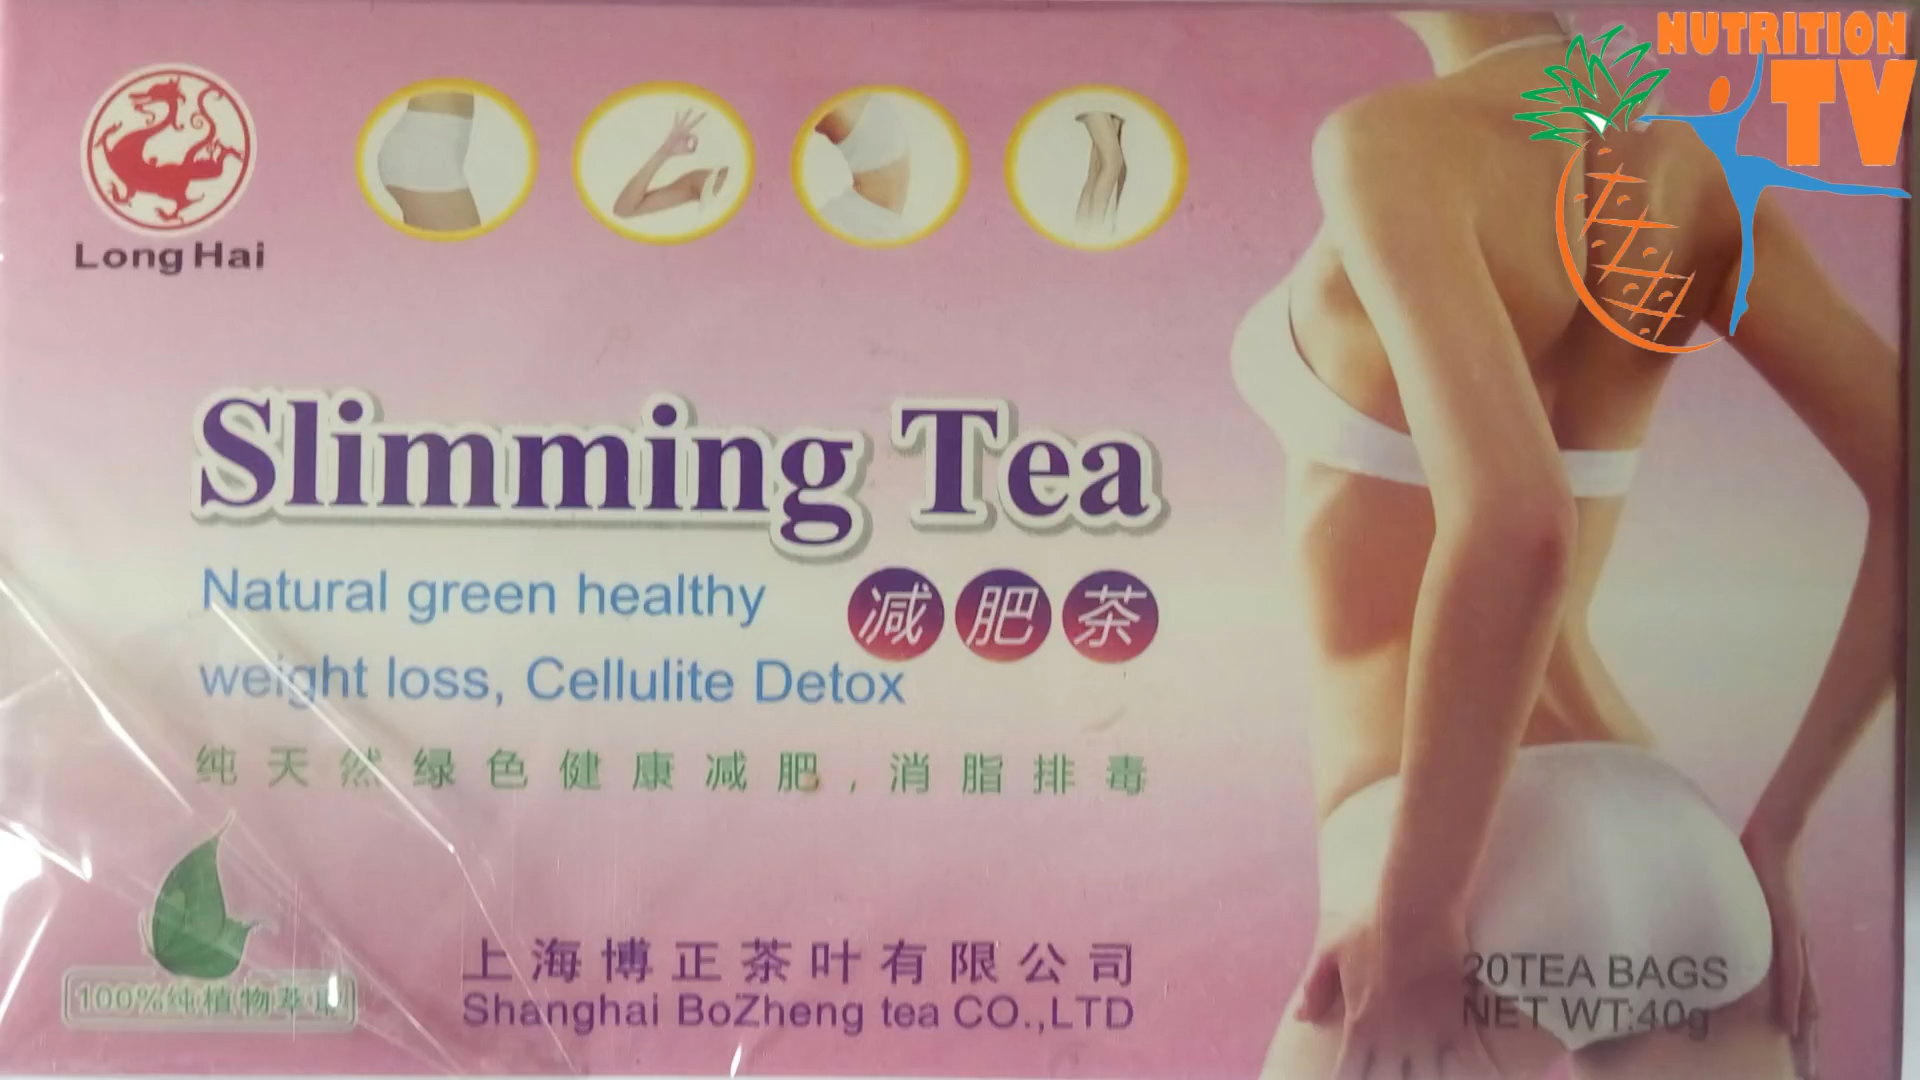 NUTRITION
TV
Long Hai
Slimming Tea
Natural green healthy
减肥茶
weight loss, Cellulite Detox
纯天然绿色健康减肥,消脂排毒
100%纯植物萃取
上海博正茶叶有限公司
Shanghai BoZheng tea CO.,LTD
20TEA BAGS
NET WT:40g